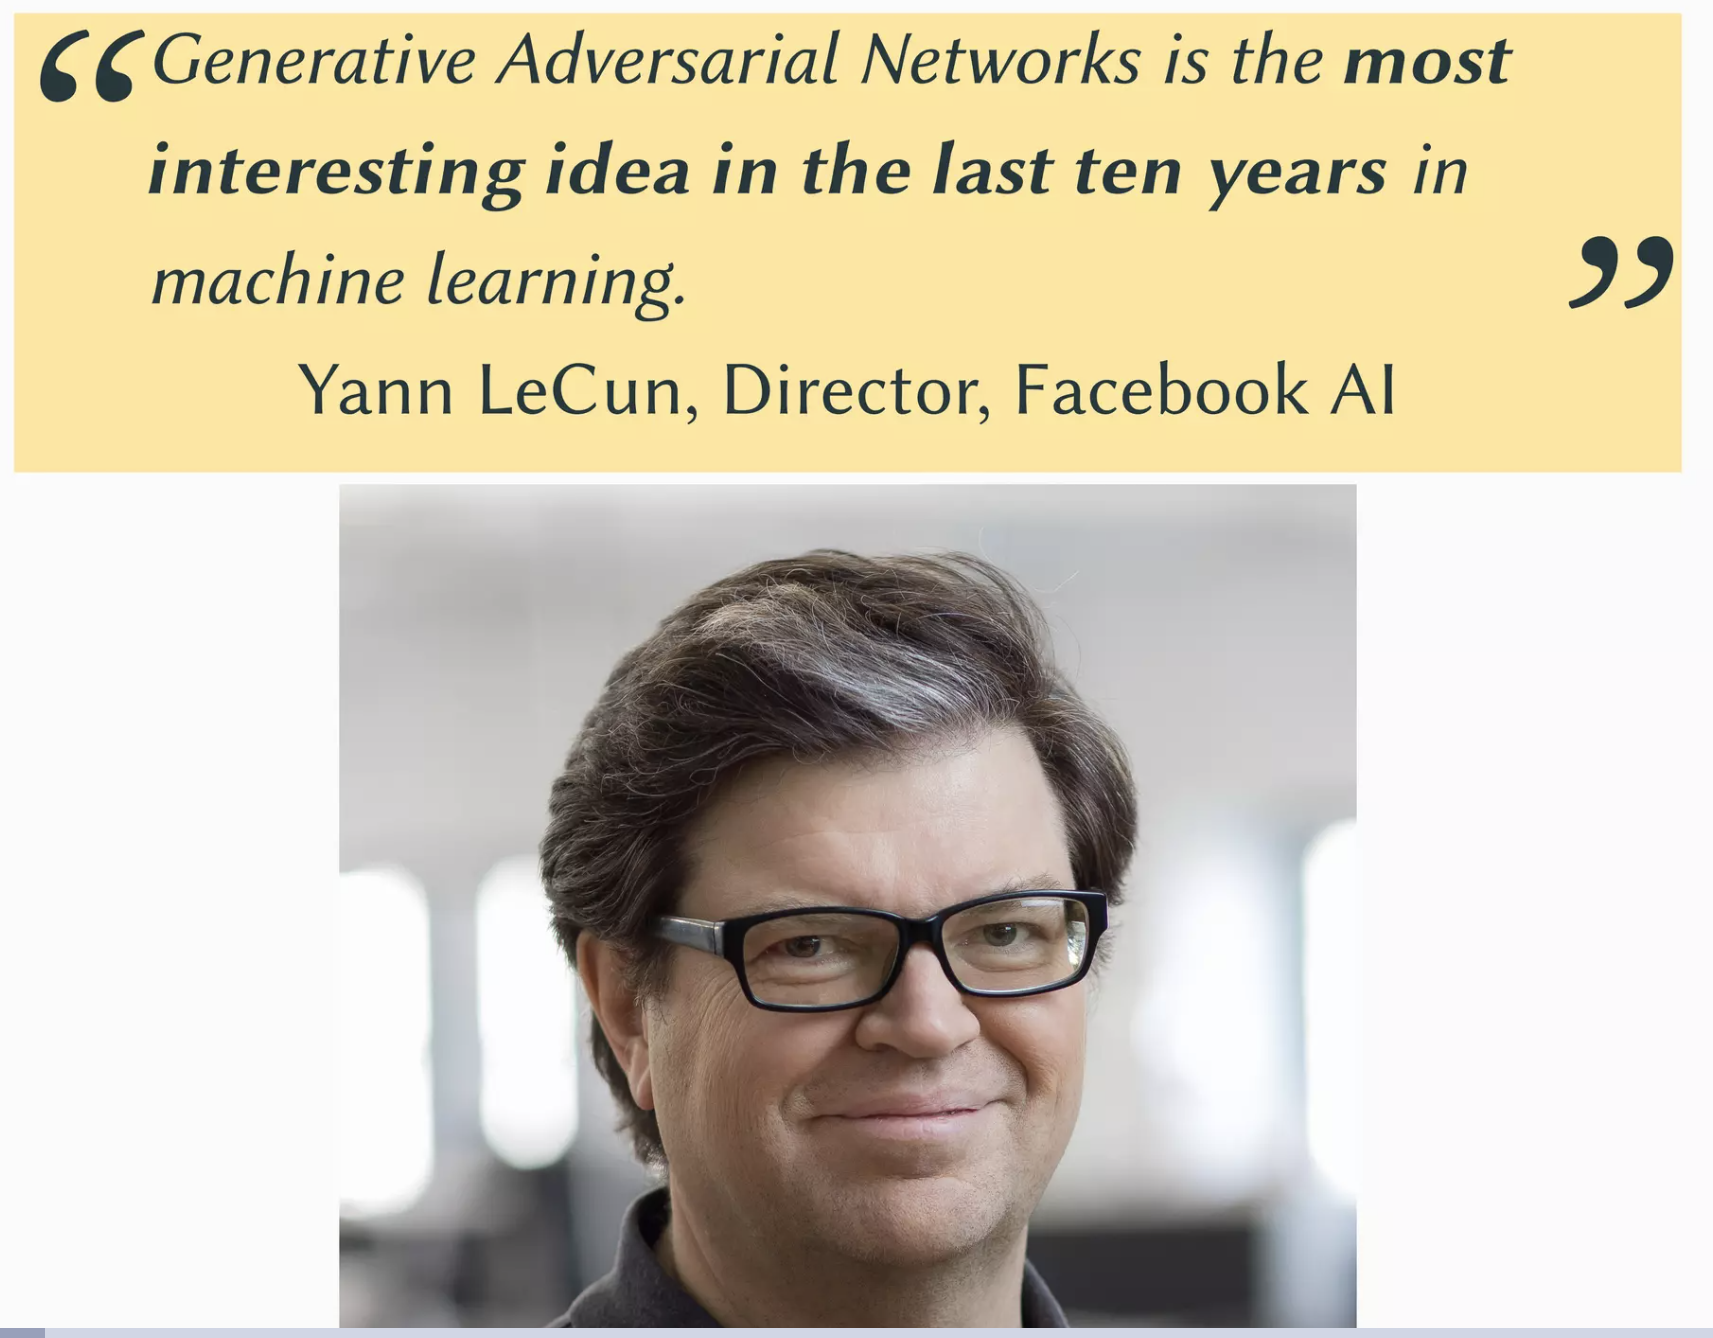 “Generative Adversarial Networks is the most
interesting idea in the last ten years in
machine learning.”
Yann LeCun, Director, Facebook AI